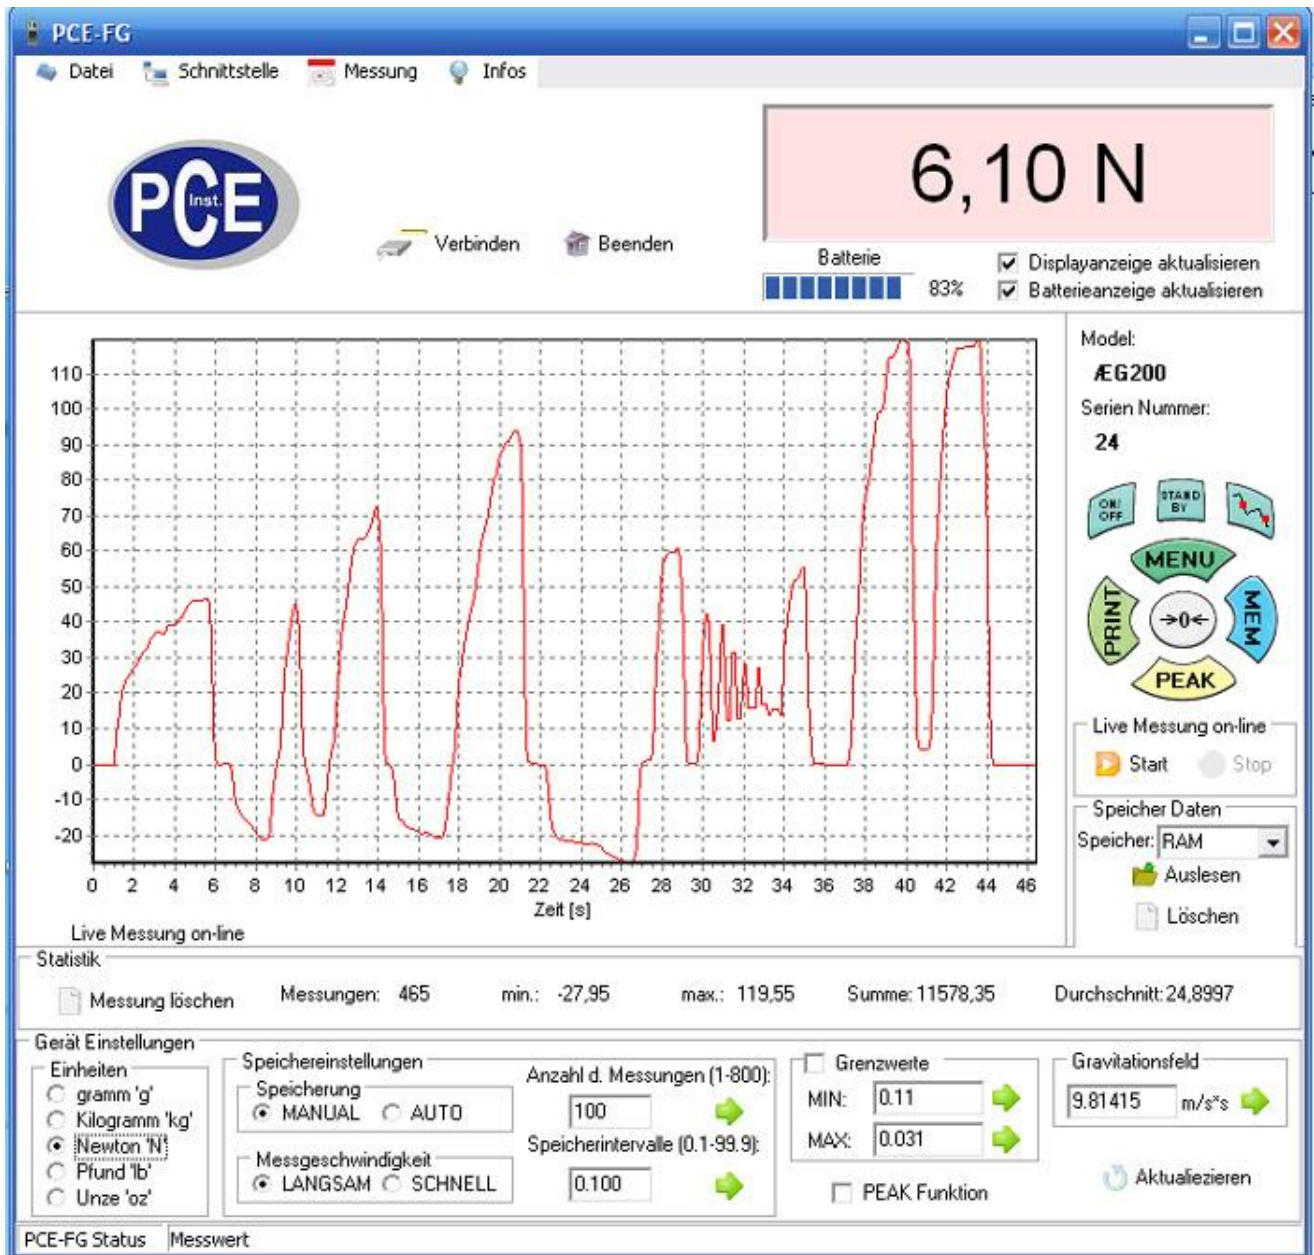 PCE-FG
Datei Schnittstelle Messung Infos
PCE
Inst.
Verbinden Beenden
6,10 N
Batterie
83%
Displayanzeige aktualisieren
Batterieanzeige aktualisieren
110
100
90
80
70
60
50
40
30
20
10
0
-10
-20
0 2 4 6 8 10 12 14 16 18 20 22 24 26 28 30 32 34 36 38 40 42 44 46
Zeit [s]
Live Messung on-line
Model:
ÆG200
Serien Nummer:
24
ON/
OFF
STAND
BY
MENU
PRINT
→0←
MEM
PEAK
Live Messung on-line
Start Stop
Speicher Daten
Speicher: RAM
Auslesen
Löschen
Statistik
Messung löschen Messungen: 465 min.: -27,95 max.: 119,55 Summe: 11578,35 Durchschnitt: 24,8997
Gerät Einstellungen
Einheiten
gramm 'g'
Kilogramm 'kg'
Newton 'N'
Pfund 'lb'
Unze 'oz'
Speichereinstellungen
Speicherung
MANUAL AUTO
Messgeschwindigkeit
LANGSAM SCHNELL
Anzahl d. Messungen (1-800):
100
Speicherintervalle (0.1-99.9):
0.100
Grenzwerte
MIN: 0.11
MAX: 0.031
PEAK Funktion
Gravitationsfeld
9.81415 m/s*s
Aktualiezieren
PCE-FG Status Messwert